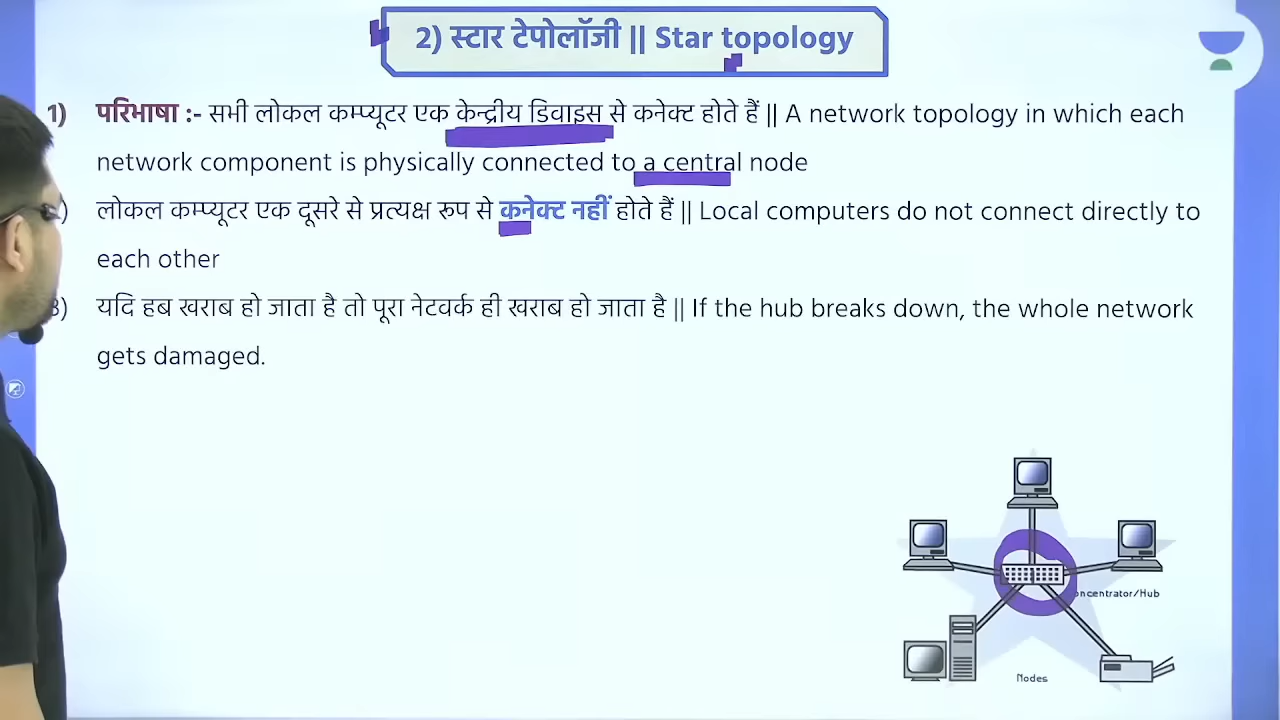 2) स्टार टेपोलॉजी || Star topology
1) परिभाषा :- सभी लोकल कम्प्यूटर एक केन्द्रीय डिवाइस से कनेक्ट होते हैं || A network topology in which each
network component is physically connected to a central node
लोकल कम्प्यूटर एक दूसरे से प्रत्यक्ष रूप से कनेक्ट नहीं होते हैं || Local computers do not connect directly to
each other
3) यदि हब खराब हो जाता है तो पूरा नेटवर्क ही खराब हो जाता है || If the hub breaks down, the whole network
gets damaged.
oncentrator/Hub
Nodes